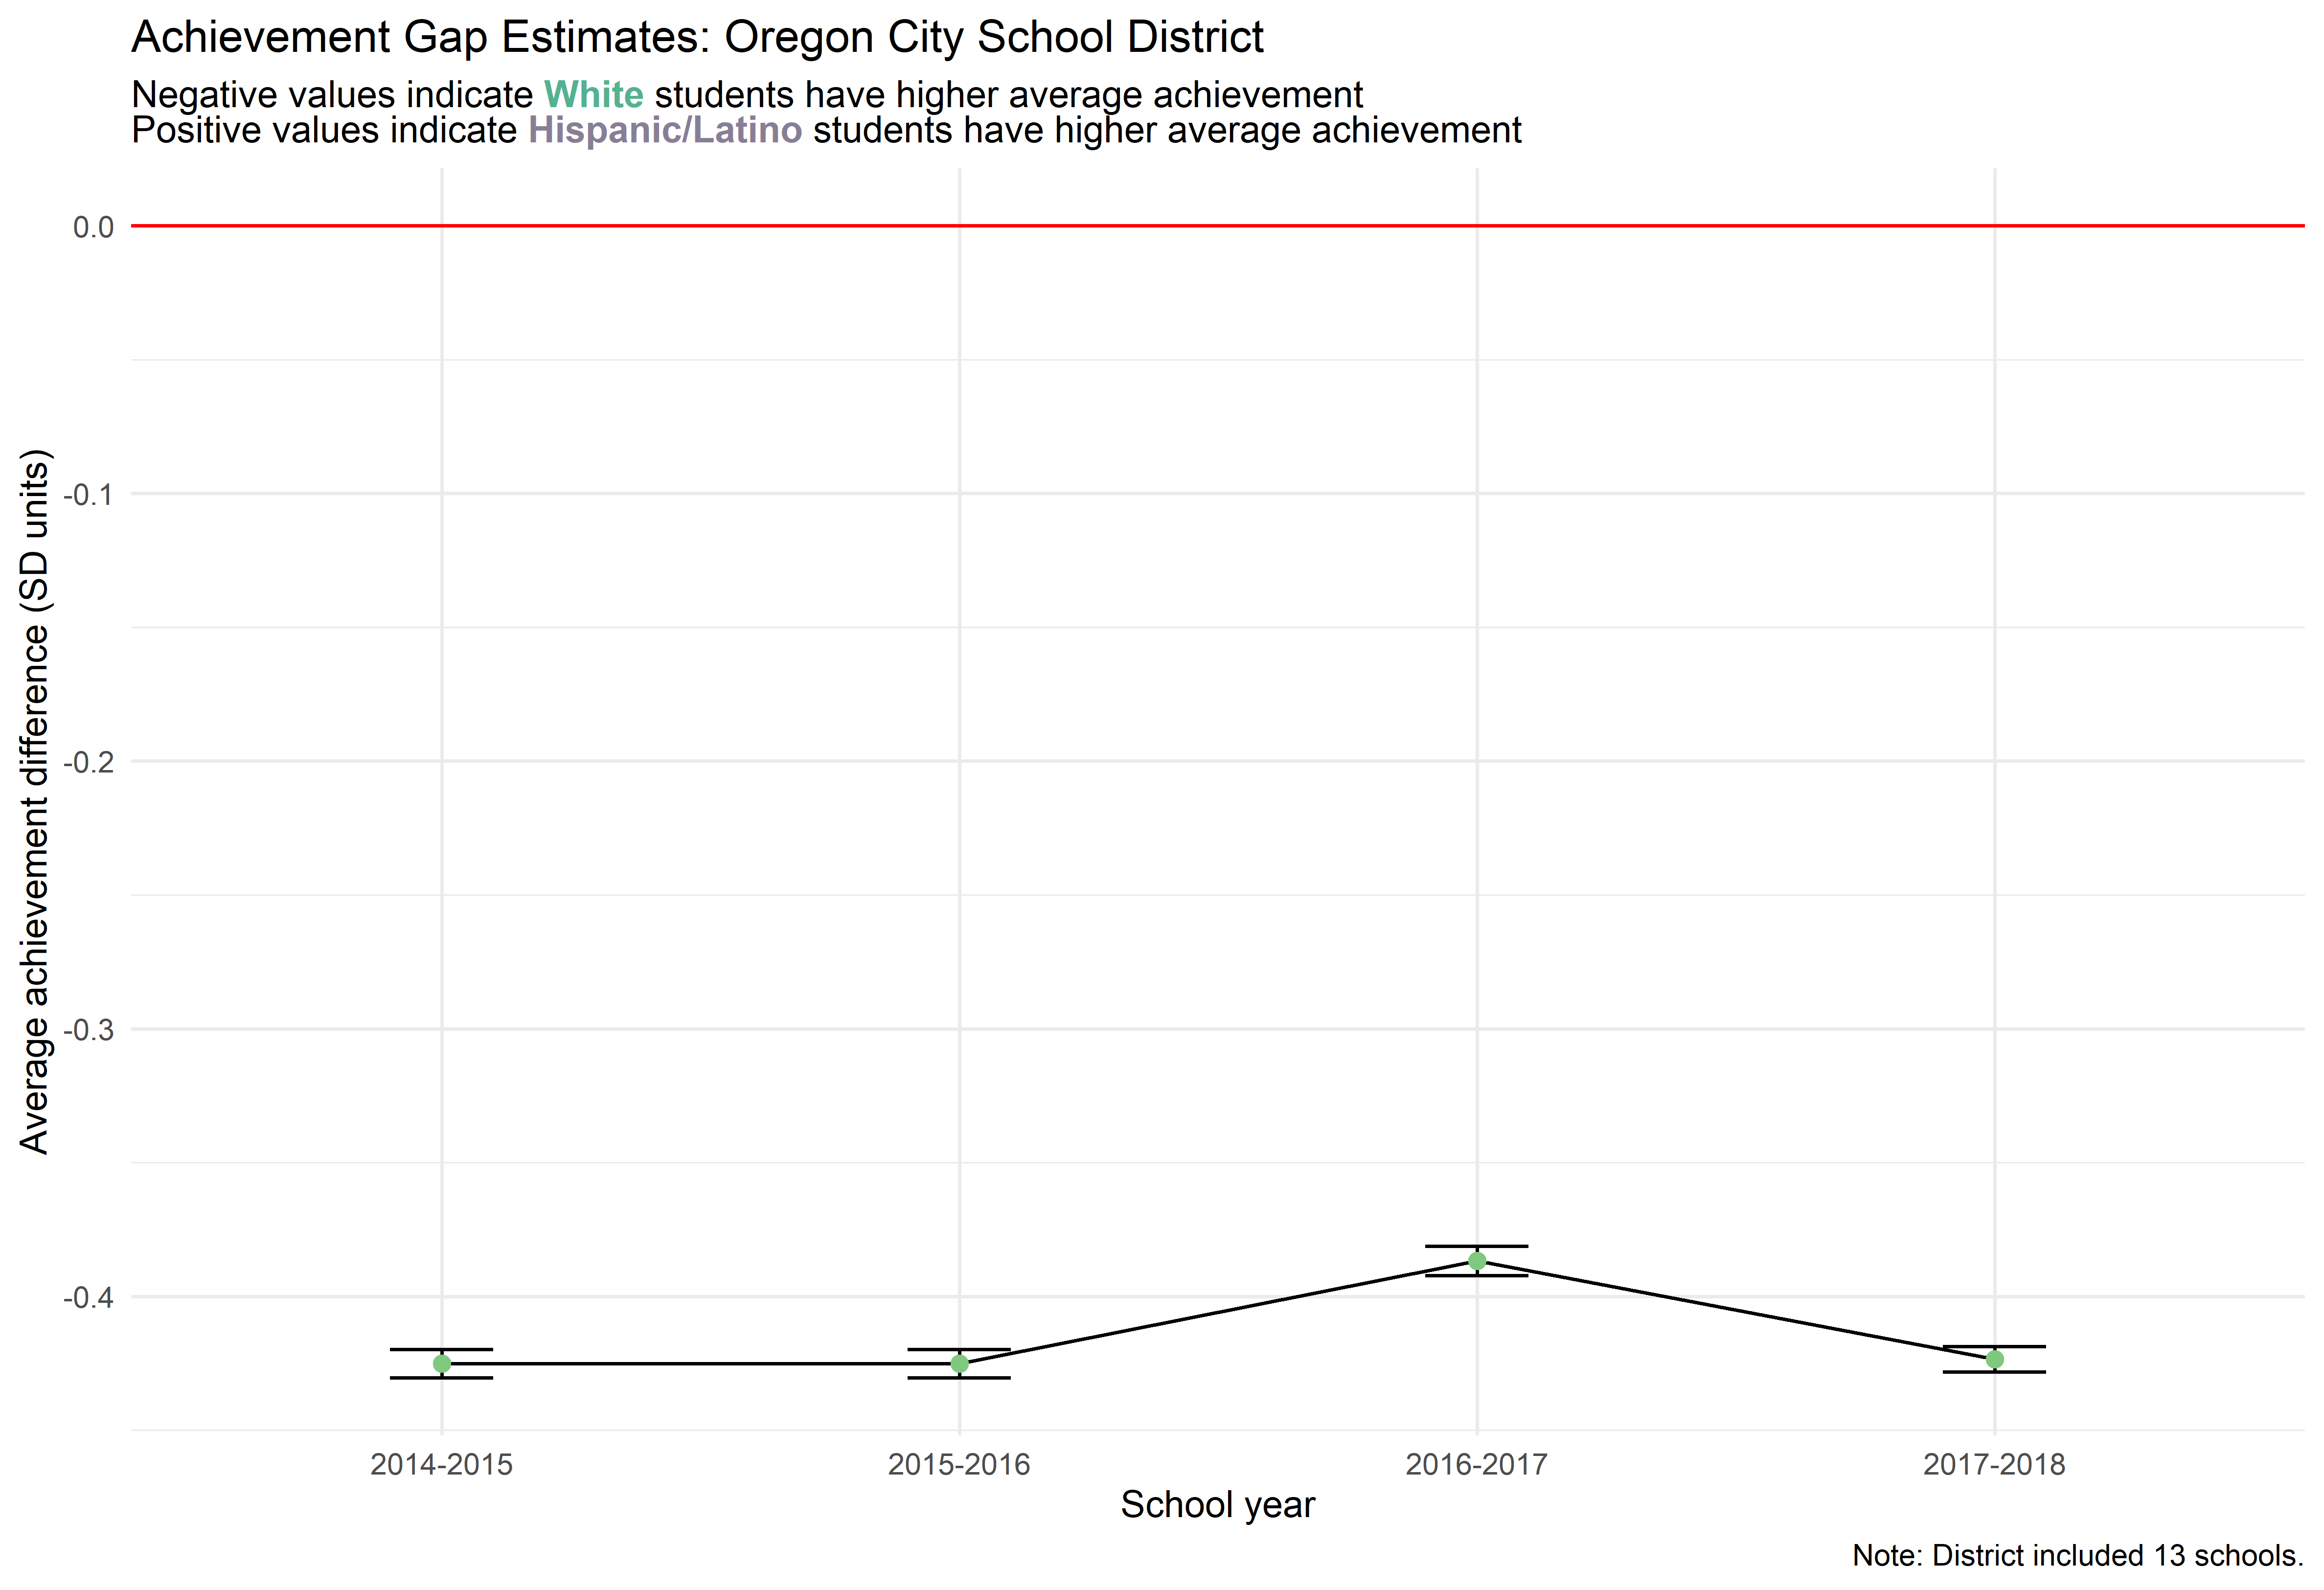 Achievement Gap Estimates: Oregon City School District
Negative values indicate White students have higher average achievement
Positive values indicate Hispanic/Latino students have higher average achievement
Average achievement difference (SD units)
0.0
-0.1
-0.2
-0.3
-0.4
2014-2015
2015-2016
2016-2017
2017-2018
School year
Note: District included 13 schools.